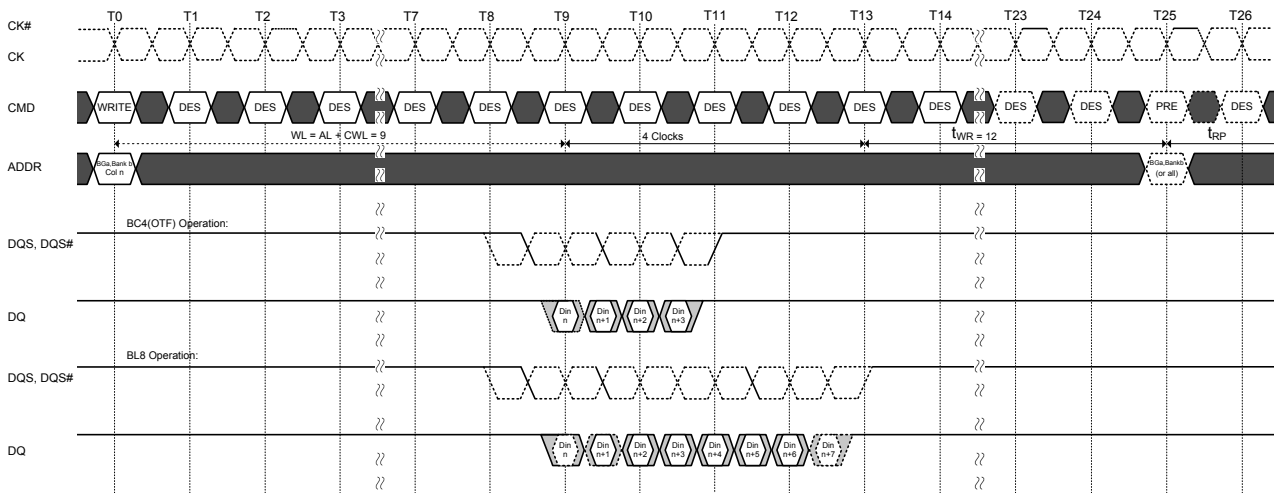 T0 T1 T2 T3 T7 T8 T9 T10 T11 T12 T13 T14 T23 T24 T25 T26
CK#
CK
CMD WRITE DES DES DES DES DES DES DES DES DES DES DES DES DES PRE DES
WL = AL + CWL = 9 4 Clocks tWR = 12 tRP
ADDR
BGa,Bank b
Col n
BGa,Bankb
(or all)
BC4(OTF) Operation:
DQS, DQS#
DQ
Din n Din n+1 Din n+2 Din n+3
BL8 Operation:
DQS, DQS#
DQ
Din n Din n+1 Din n+2 Din n+3 Din n+4 Din n+5 Din n+6 Din n+7